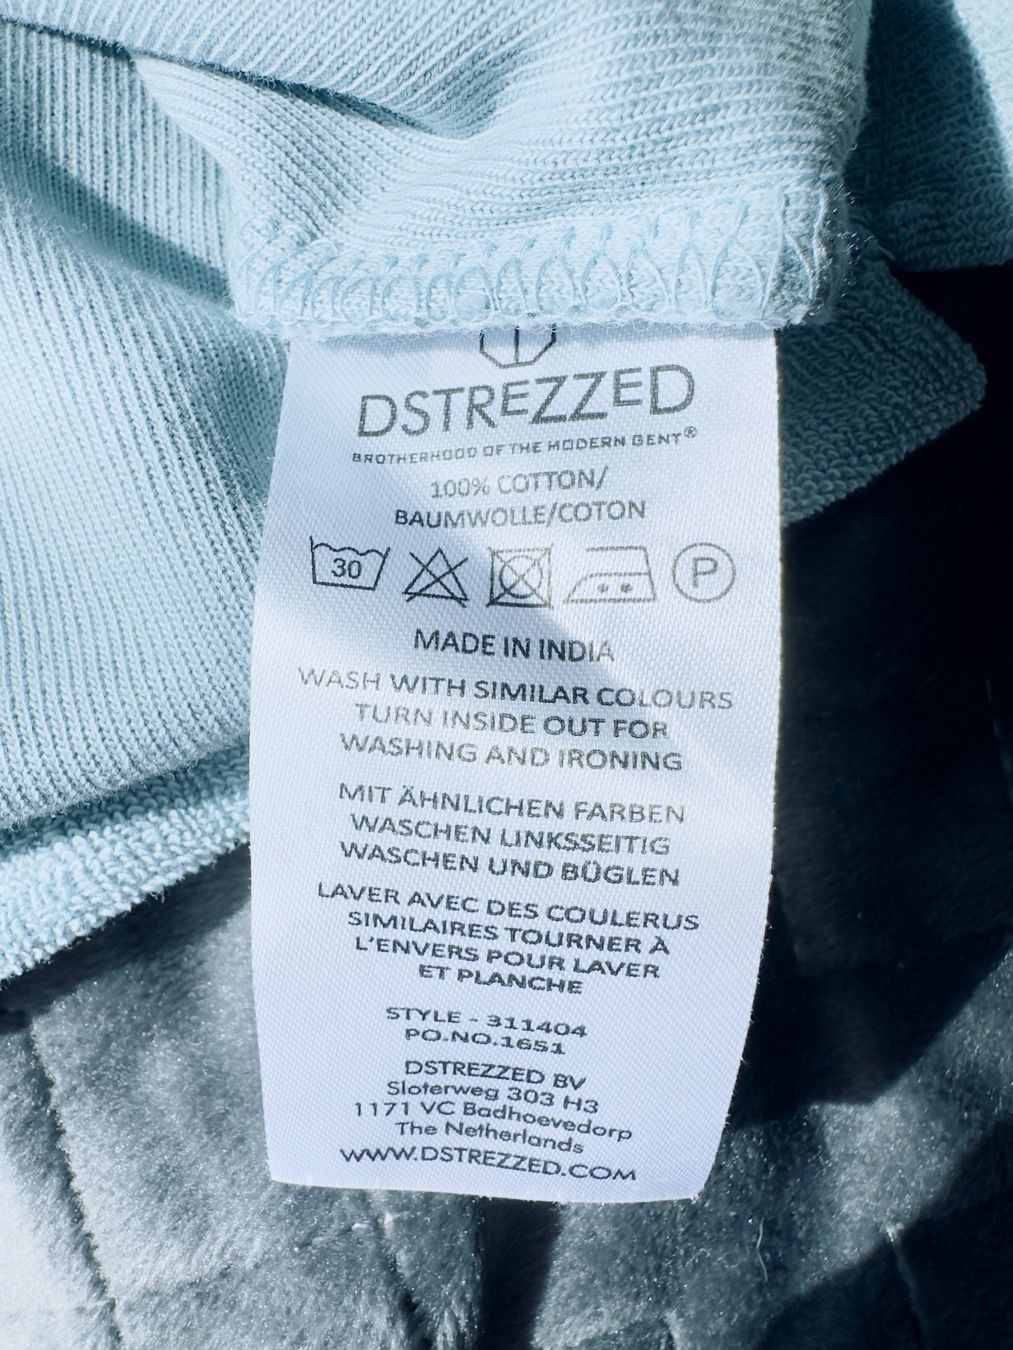 DSTREZZED
BROTHERHOOD OF THE MODERN GENT®
100% COTTON/
BAUMWOLLE/COTON
30 P
MADE IN INDIA
WASH WITH SIMILAR COLOURS
TURN INSIDE OUT FOR
WASHING AND IRONING
MIT ÄHNLICHEN FARBEN
WASCHEN LINKSSEITIG
WASCHEN UND BÜGLEN
LAVER AVEC DES COULERUS
SIMILAIRES TOURNER À
L'ENVERS POUR LAVER
ET PLANCHE
STYLE - 311404
PO.NO.1651
DSTREZZED BV
Sloterweg 303 H3
1171 VC Badhoevedorp
The Netherlands
WWW.DSTREZZED.COM